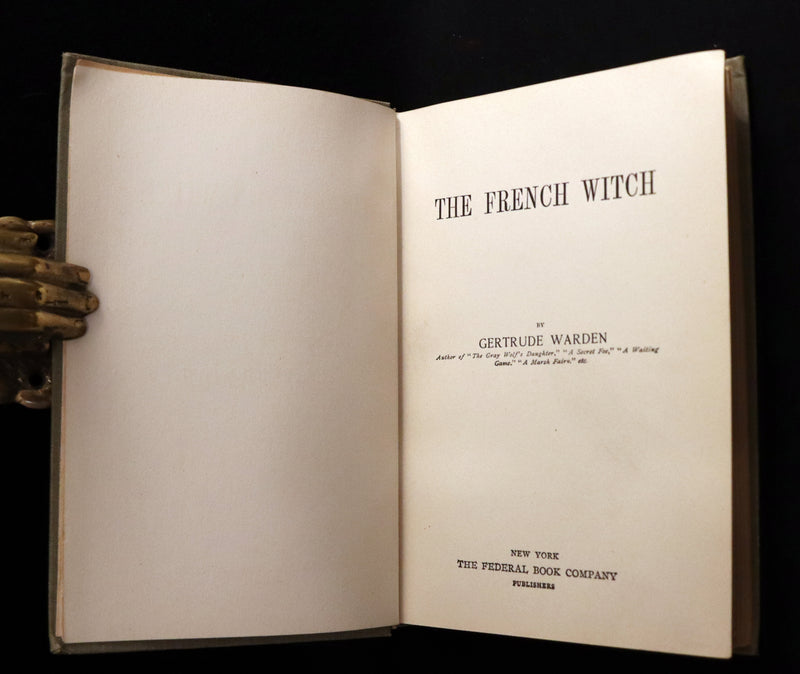 THE FRENCH WITCH
BY
GERTRUDE WARDEN
Author of "The Gray Wolf's Daughter," "A Secret Foe," "A Waiting
Game," "A Marsh Fairy," etc.
NEW YORK
THE FEDERAL BOOK COMPANY
PUBLISHERS